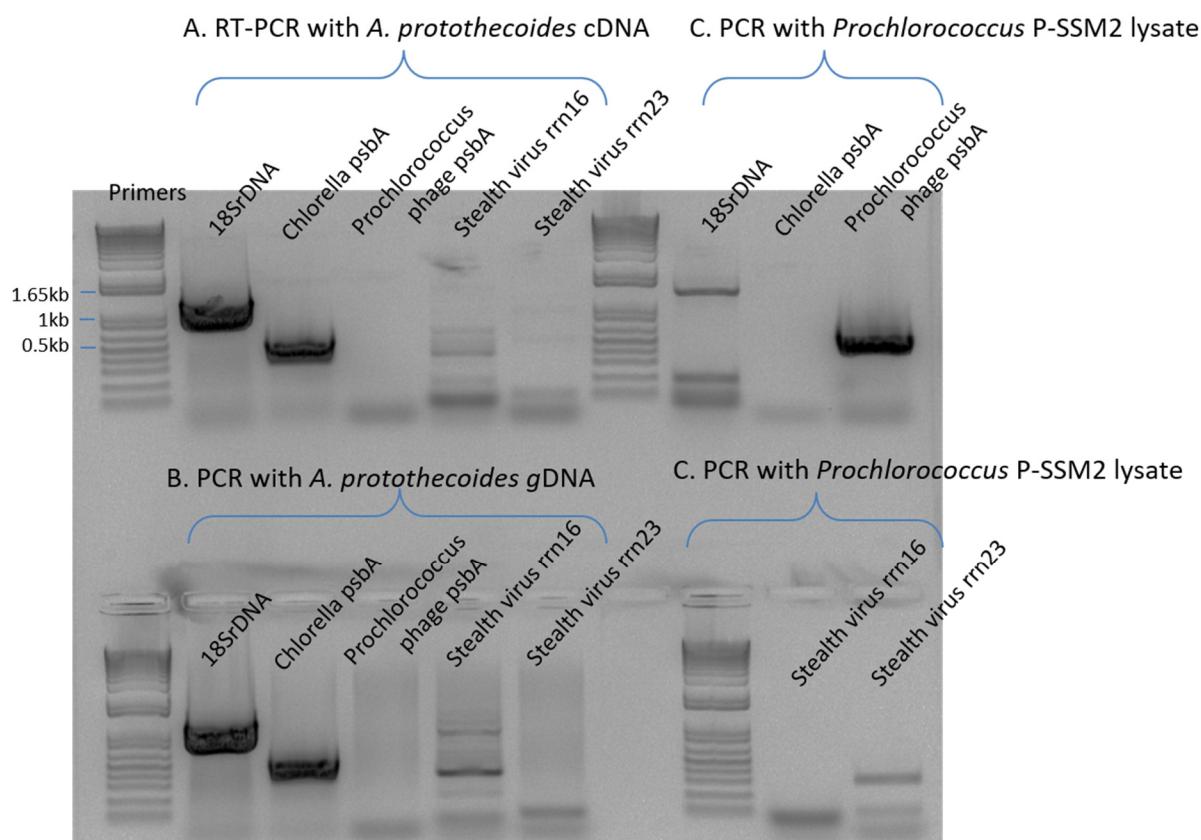 A. RT-PCR with A. protothecoides cDNA
C. PCR with Prochlorococcus P-SSM2 lysate
Primers
18SrDNA
Chlorella psbA
Prochlorococcus
phage psbA
Stealth virus rrn16
Stealth virus rrn23
18SrDNA
Chlorella psbA
Prochlorococcus
phage psbA
1.65kb
1kb
0.5kb
B. PCR with A. protothecoides gDNA
C. PCR with Prochlorococcus P-SSM2 lysate
18SrDNA
Chlorella psbA
Prochlorococcus
phage psbA
Stealth virus rrn16
Stealth virus rrn23
Stealth virus rrn16
Stealth virus rrn23